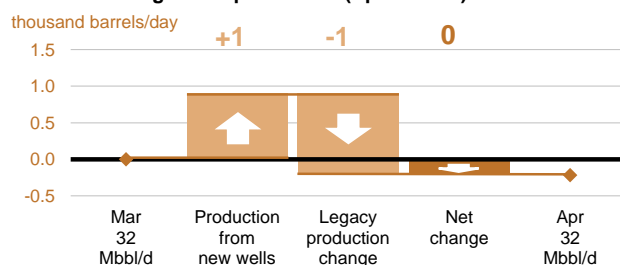 thousand barrels/day
+1 -1 0
1.5
1.0
0.5
0.0
-0.5
Mar Production Legacy Net Apr
32 from production change 32
Mbbl/d new wells change Mbbl/d